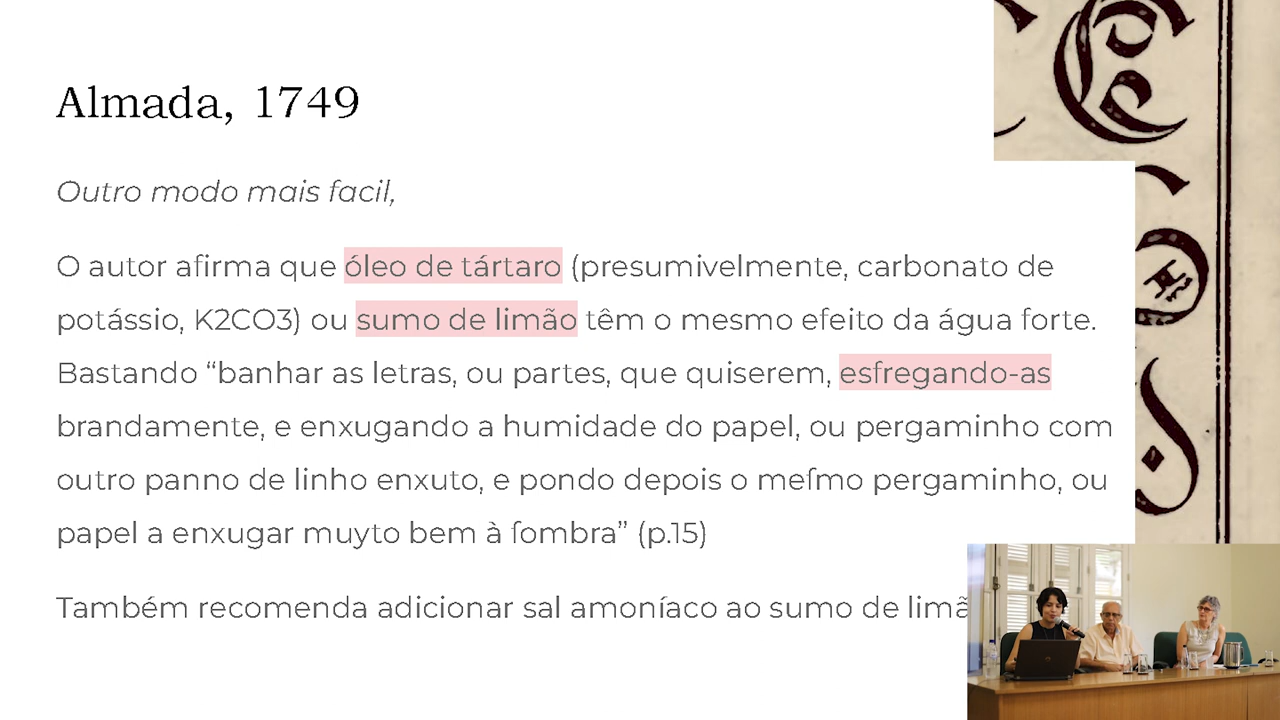 Almada, 1749
Outro modo mais facil,
O autor afirma que óleo de tártaro (presumivelmente, carbonato de
potássio, K2CO3) ou sumo de limão têm o mesmo efeito da água forte.
Bastando “banhar as letras, ou partes, que quiserem, esfregando-as
brandamente, e enxugando a humidade do papel, ou pergaminho com
outro panno de linho enxuto, e pondo depois o meſmo pergaminho, ou
papel a enxugar muyto bem à ſombra” (p.15)
Também recomenda adicionar sal amoníaco ao sumo de limã